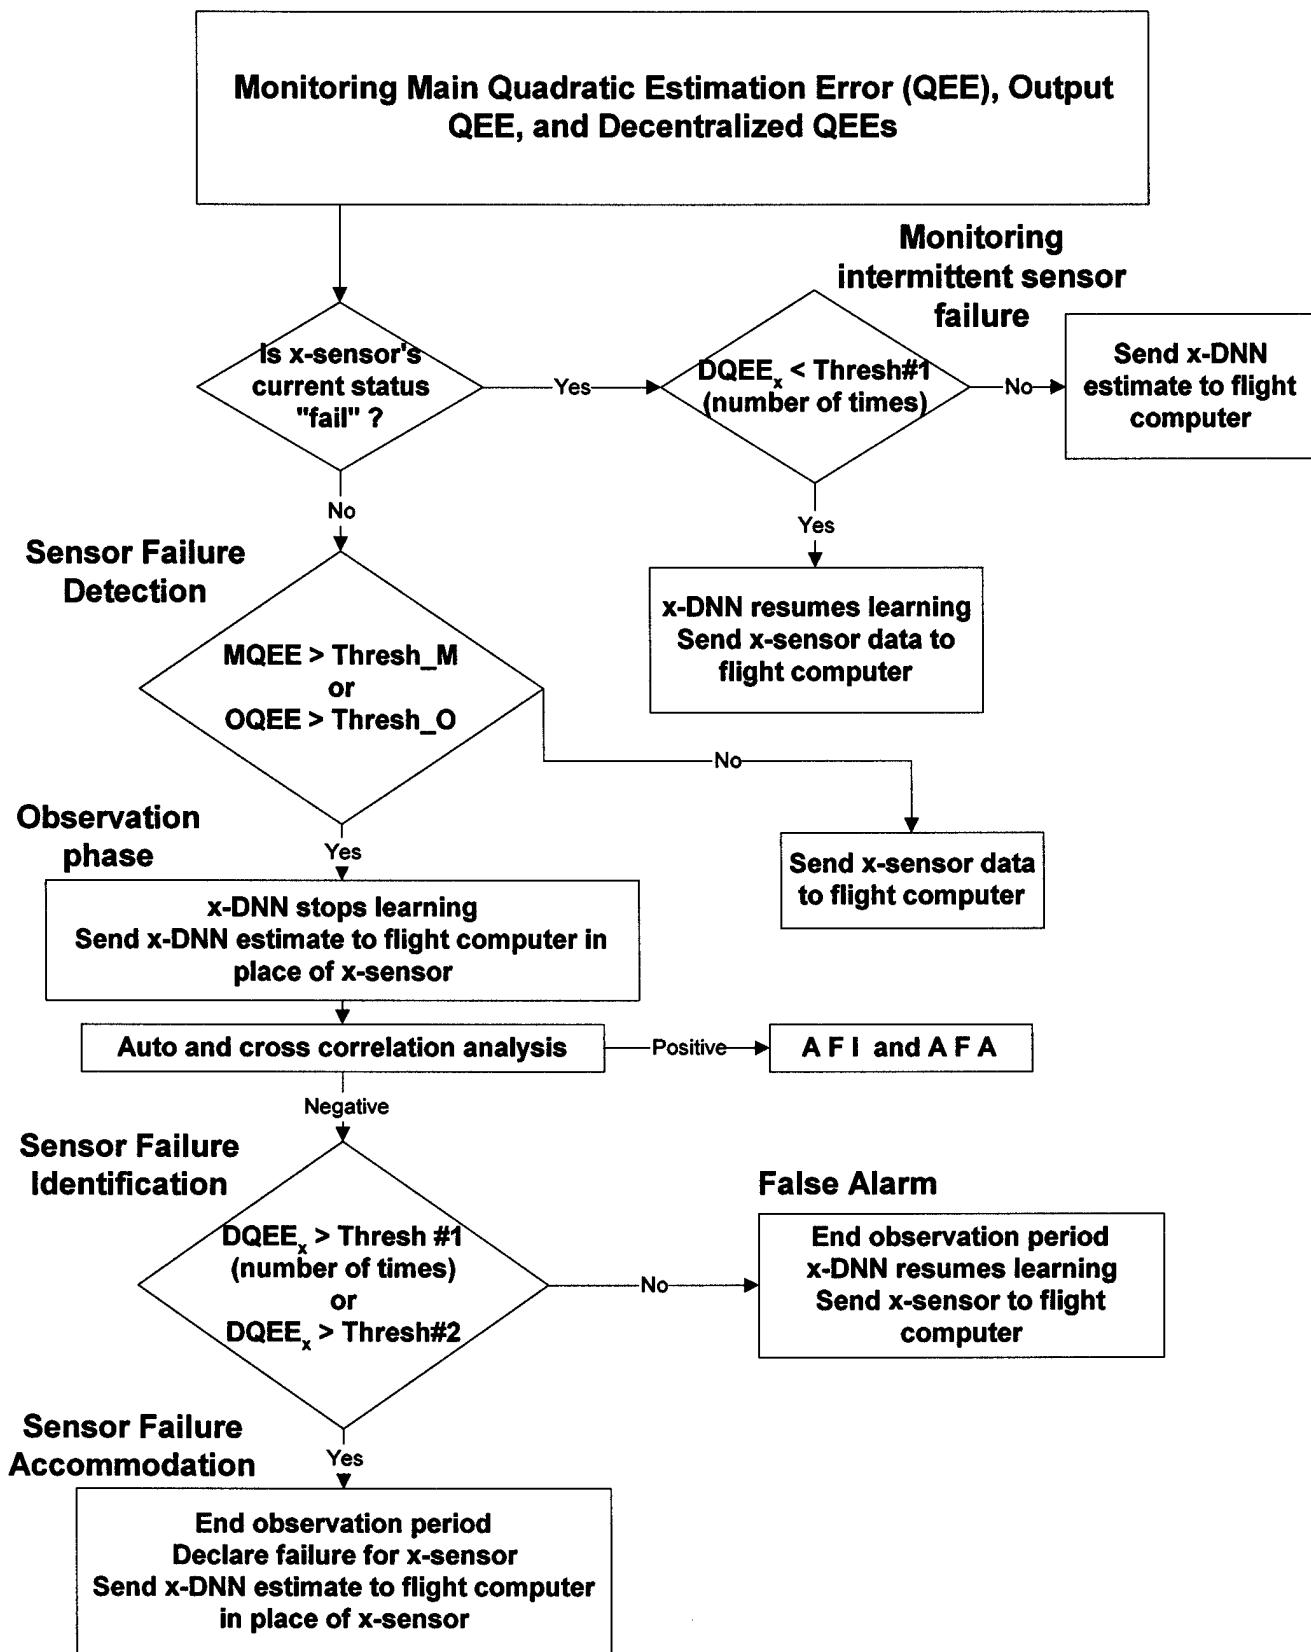 Monitoring Main Quadratic Estimation Error (QEE), Output
QEE, and Decentralized QEEs
Monitoring
intermittent sensor
failure
Is x-sensor's
current status
"fail" ?
Yes
DQEEx < Thresh#1
(number of times)
No
Send x-DNN
estimate to flight
computer
No
Yes
Sensor Failure
Detection
x-DNN resumes learning
Send x-sensor data to
flight computer
MQEE > Thresh_M
or
OQEE > Thresh_O
No
Observation
phase
Yes
Send x-sensor data
to flight computer
x-DNN stops learning
Send x-DNN estimate to flight computer in
place of x-sensor
Auto and cross correlation analysis
Positive
A F I and A F A
Negative
Sensor Failure
Identification
False Alarm
DQEEx > Thresh #1
(number of times)
or
DQEEx > Thresh#2
No
End observation period
x-DNN resumes learning
Send x-sensor to flight
computer
Sensor Failure
Accommodation
Yes
End observation period
Declare failure for x-sensor
Send x-DNN estimate to flight computer
in place of x-sensor